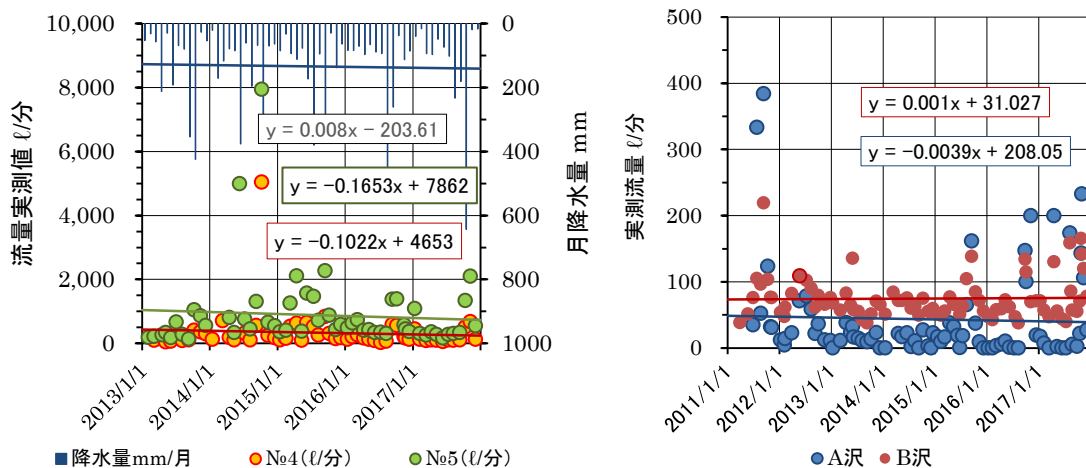 10,000
8,000
6,000
4,000
2,000
0
流量実測値 ℓ/分
0
200
400
600
800
1000
月降水量 mm
y = 0.008x − 203.61
y = −0.1653x + 7862
y = −0.1022x + 4653
2013/1/1
2014/1/1
2015/1/1
2016/1/1
2017/1/1
降水量mm/月
№4(ℓ/分)
№5(ℓ/分)
500
400
300
200
100
0
実測流量 ℓ/分
y = 0.001x + 31.027
y = −0.0039x + 208.05
2011/1/1
2012/1/1
2013/1/1
2014/1/1
2015/1/1
2016/1/1
2017/1/1
A沢
B沢